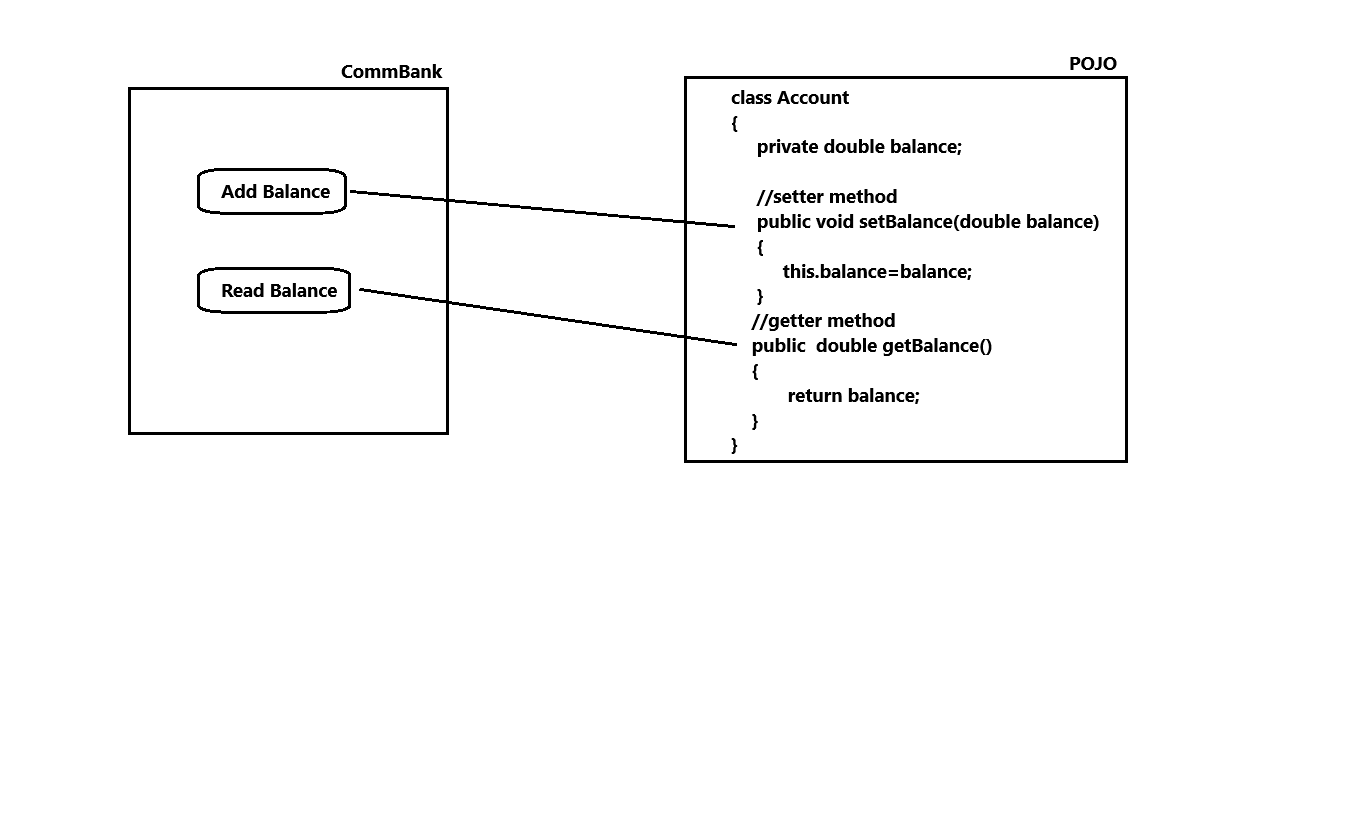 CommBank
Add Balance
Read Balance
POJO
class Account
{
private double balance;
//setter method
public void setBalance(double balance)
{
this.balance=balance;
}
//getter method
public  double getBalance()
{
return balance;
}
}